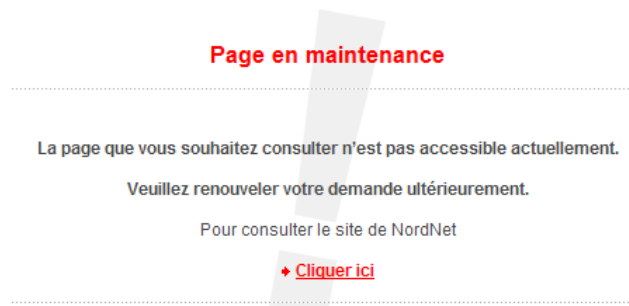 Page en maintenance
La page que vous souhaitez consulter n'est pas accessible actuellement.
Veuillez renouveler votre demande ultérieurement.
Pour consulter le site de NordNet
Cliquer ici